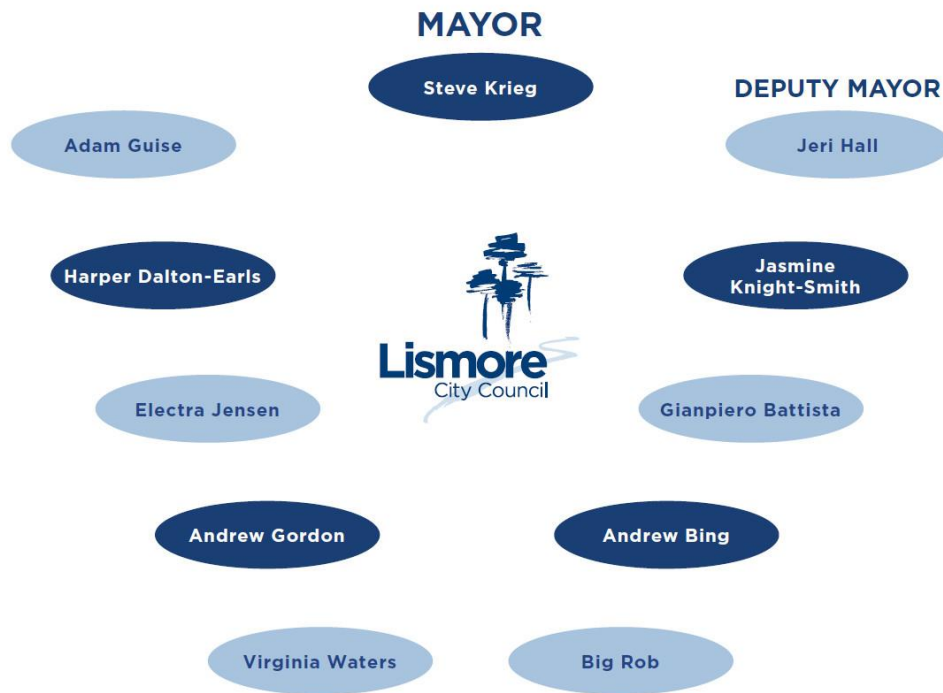 MAYOR
Steve Krieg
DEPUTY MAYOR
Adam Guise
Jeri Hall
Harper Dalton-Earls
Jasmine
Knight-Smith
Lismore
City Council
Electra Jensen
Gianpiero Battista
Andrew Gordon
Andrew Bing
Virginia Waters
Big Rob